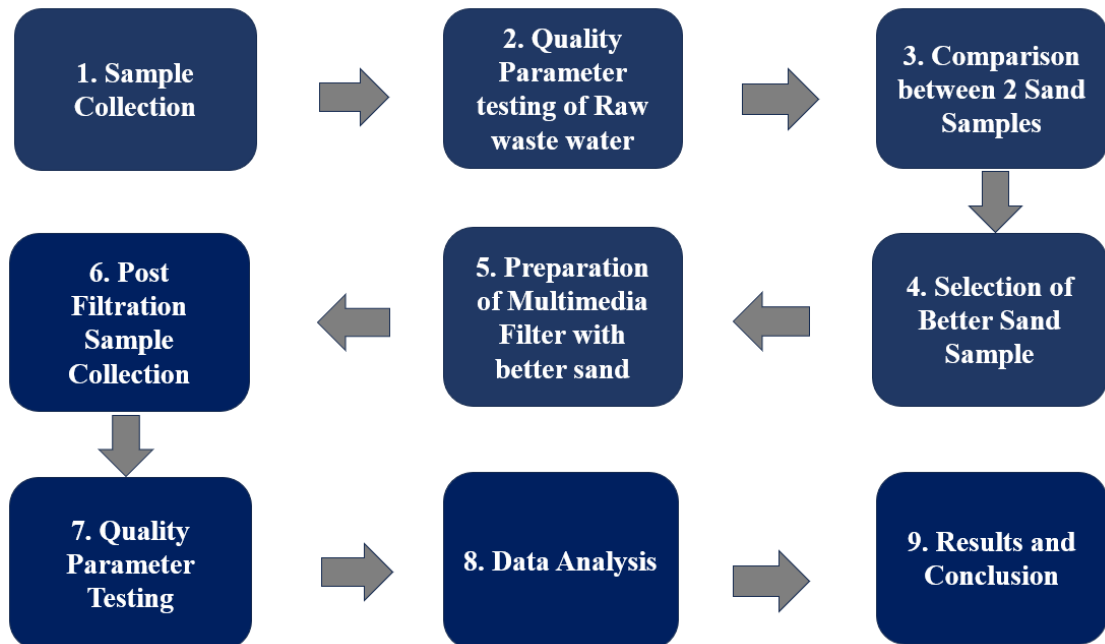 1. Sample
Collection
2. Quality
Parameter
testing of Raw
waste water
3. Comparison
between 2 Sand
Samples
4. Selection of
Better Sand
Sample
5. Preparation
of Multimedia
Filter with
better sand
6. Post
Filtration
Sample
Collection
7. Quality
Parameter
Testing
8. Data Analysis
9. Results and
Conclusion